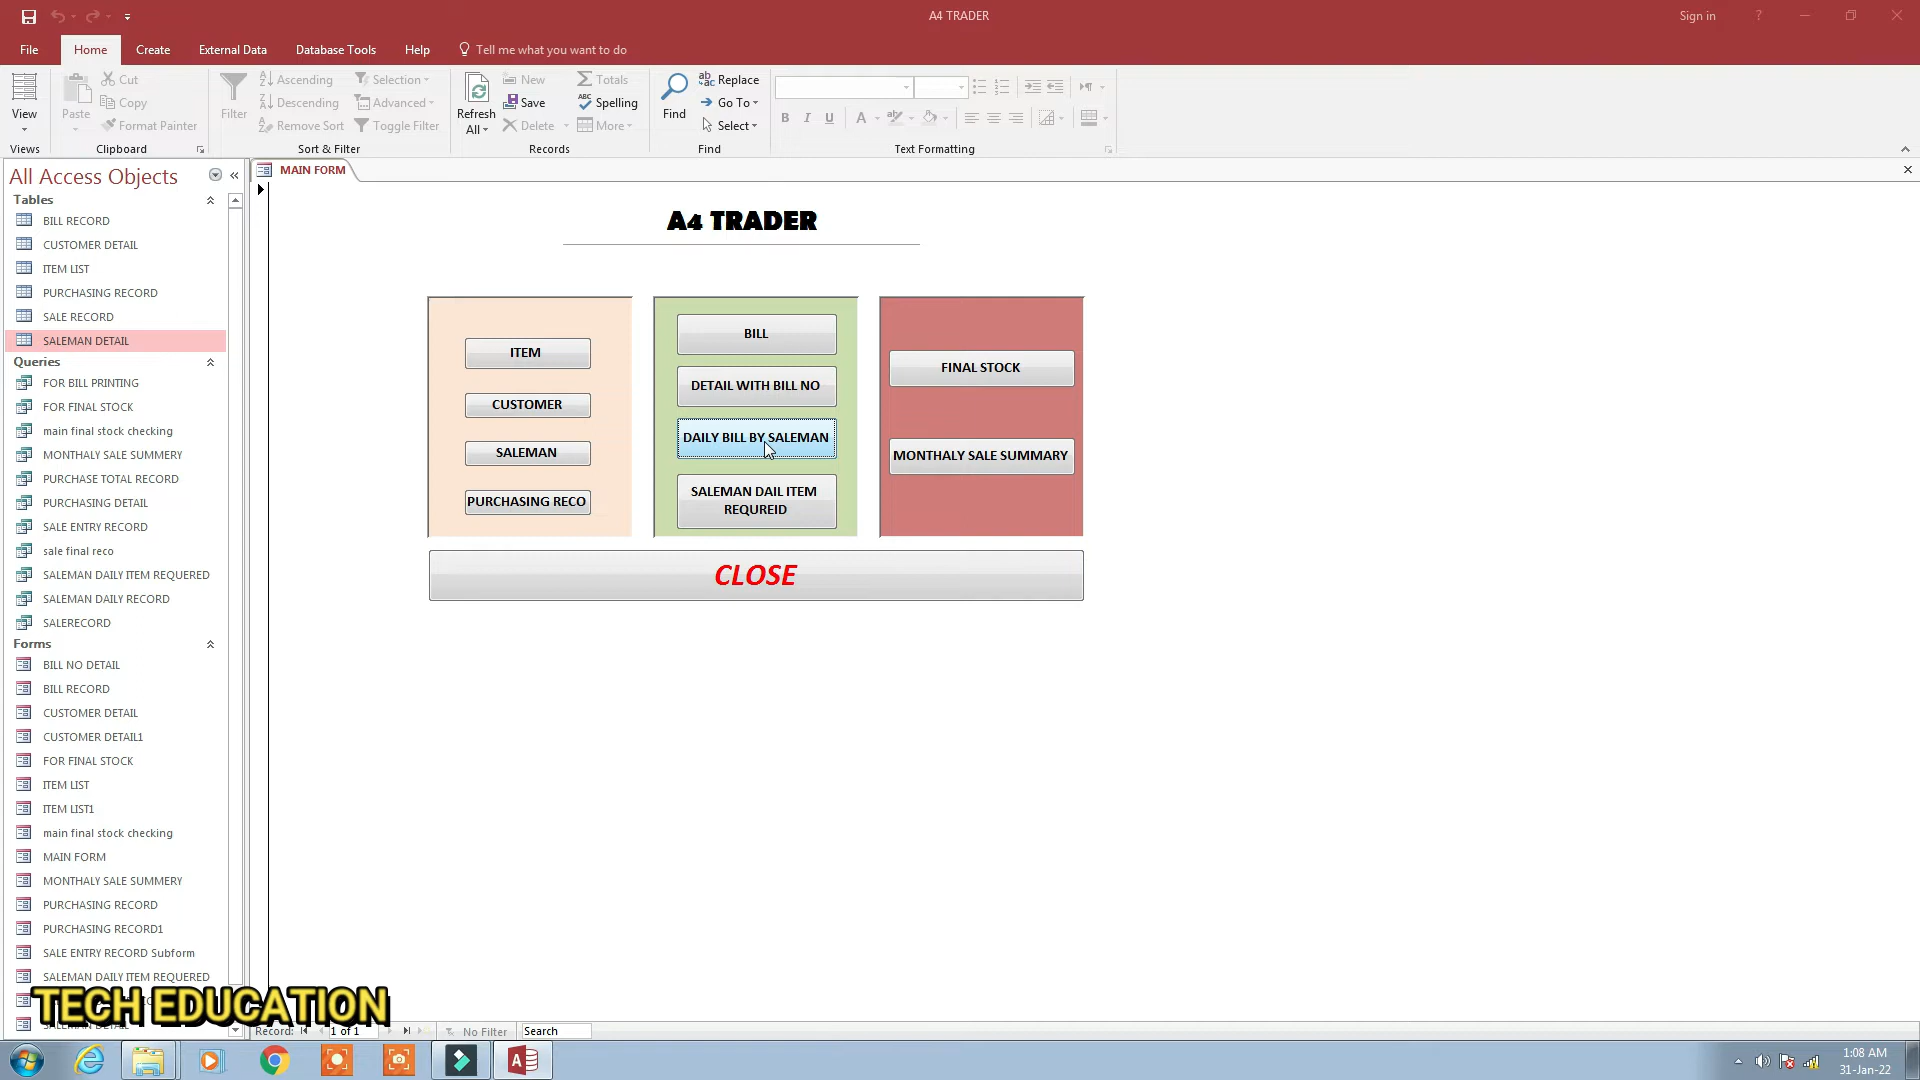 A4 TRADER
Sign in
?
File
Home
Create
External Data
Database Tools
Help
Tell me what you want to do
View
Views
Paste
Cut
Copy
Format Painter
Clipboard
Filter
Ascending
Descending
Remove Sort
Selection
Advanced
Toggle Filter
Sort & Filter
Refresh
All
New
Save
Delete
Totals
Spelling
More
Records
Find
Replace
Go To
Select
Find
B I U
A
Text Formatting
All Access Objects
Tables
BILL RECORD
CUSTOMER DETAIL
ITEM LIST
PURCHASING RECORD
SALE RECORD
SALEMAN DETAIL
Queries
FOR BILL PRINTING
FOR FINAL STOCK
main final stock checking
MONTHALY SALE SUMMERY
PURCHASE TOTAL RECORD
PURCHASING DETAIL
SALE ENTRY RECORD
sale final reco
SALEMAN DAILY ITEM REQUERED
SALEMAN DAILY RECORD
SALERECORD
Forms
BILL NO DETAIL
BILL RECORD
CUSTOMER DETAIL
CUSTOMER DETAIL1
FOR FINAL STOCK
ITEM LIST
ITEM LIST1
main final stock checking
MAIN FORM
MONTHALY SALE SUMMERY
PURCHASING RECORD
PURCHASING RECORD1
SALE ENTRY RECORD Subform
SALEMAN DAILY ITEM REQUERED
TECH EDUCATION
MAIN FORM
A4 TRADER
ITEM
CUSTOMER
SALEMAN
PURCHASING RECO
BILL
DETAIL WITH BILL NO
DAILY BILL BY SALEMAN
SALEMAN DAIL ITEM
REQUREID
FINAL STOCK
MONTHALY SALE SUMMARY
CLOSE
Record:
1 of 1
No Filter
Search
1:08 AM
31-Jan-22